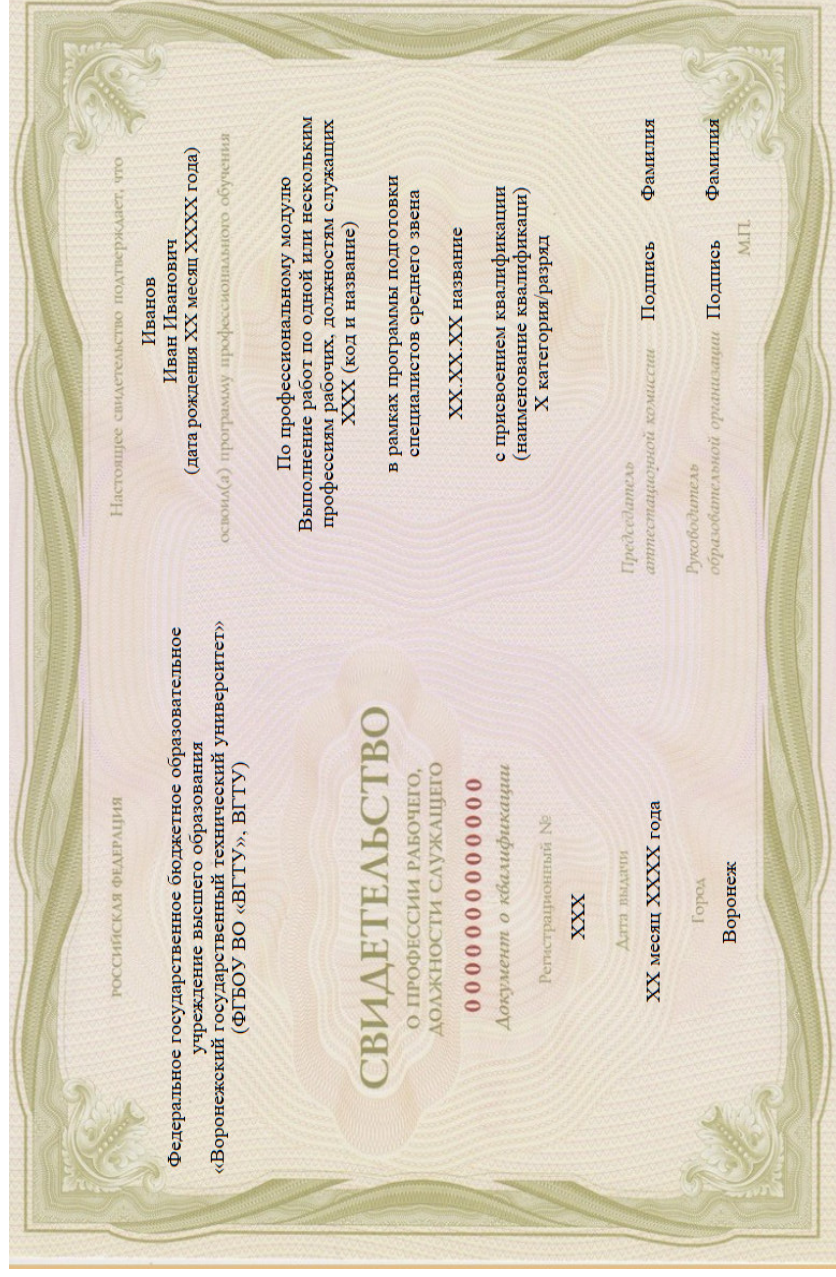 РОССИЙСКАЯ ФЕДЕРАЦИЯ
Федеральное государственное бюджетное образовательное
учреждение высшего образования
«Воронежский государственный технический университет»
(ФГБОУ ВО «ВГТУ», ВГТУ)
СВИДЕТЕЛЬСТВО
О ПРОФЕССИИ РАБОЧЕГО,
ДОЛЖНОСТИ СЛУЖАЩЕГО
000000000000
Документ о квалификации
Регистрационный №
XXX
Дата выдачи
XX месяц XXXX года
Город
Воронеж
Настоящее свидетельство подтверждает, что
Иванов
Иван Иванович
(дата рождения XX месяц XXXX года)
освоил(а) программу профессионального обучения
По профессиональному модулю
Выполнение работ по одной или нескольким
профессиям рабочих, должностям служащих
XXX (код и название)
в рамках программы подготовки
специалистов среднего звена
XX.XX.XX название
с присвоением квалификации
(наименование квалификаци)
X категория/разряд
Председатель
аттестационной комиссии Подпись Фамилия
Руководитель
образовательной организации Подпись Фамилия
М.П.